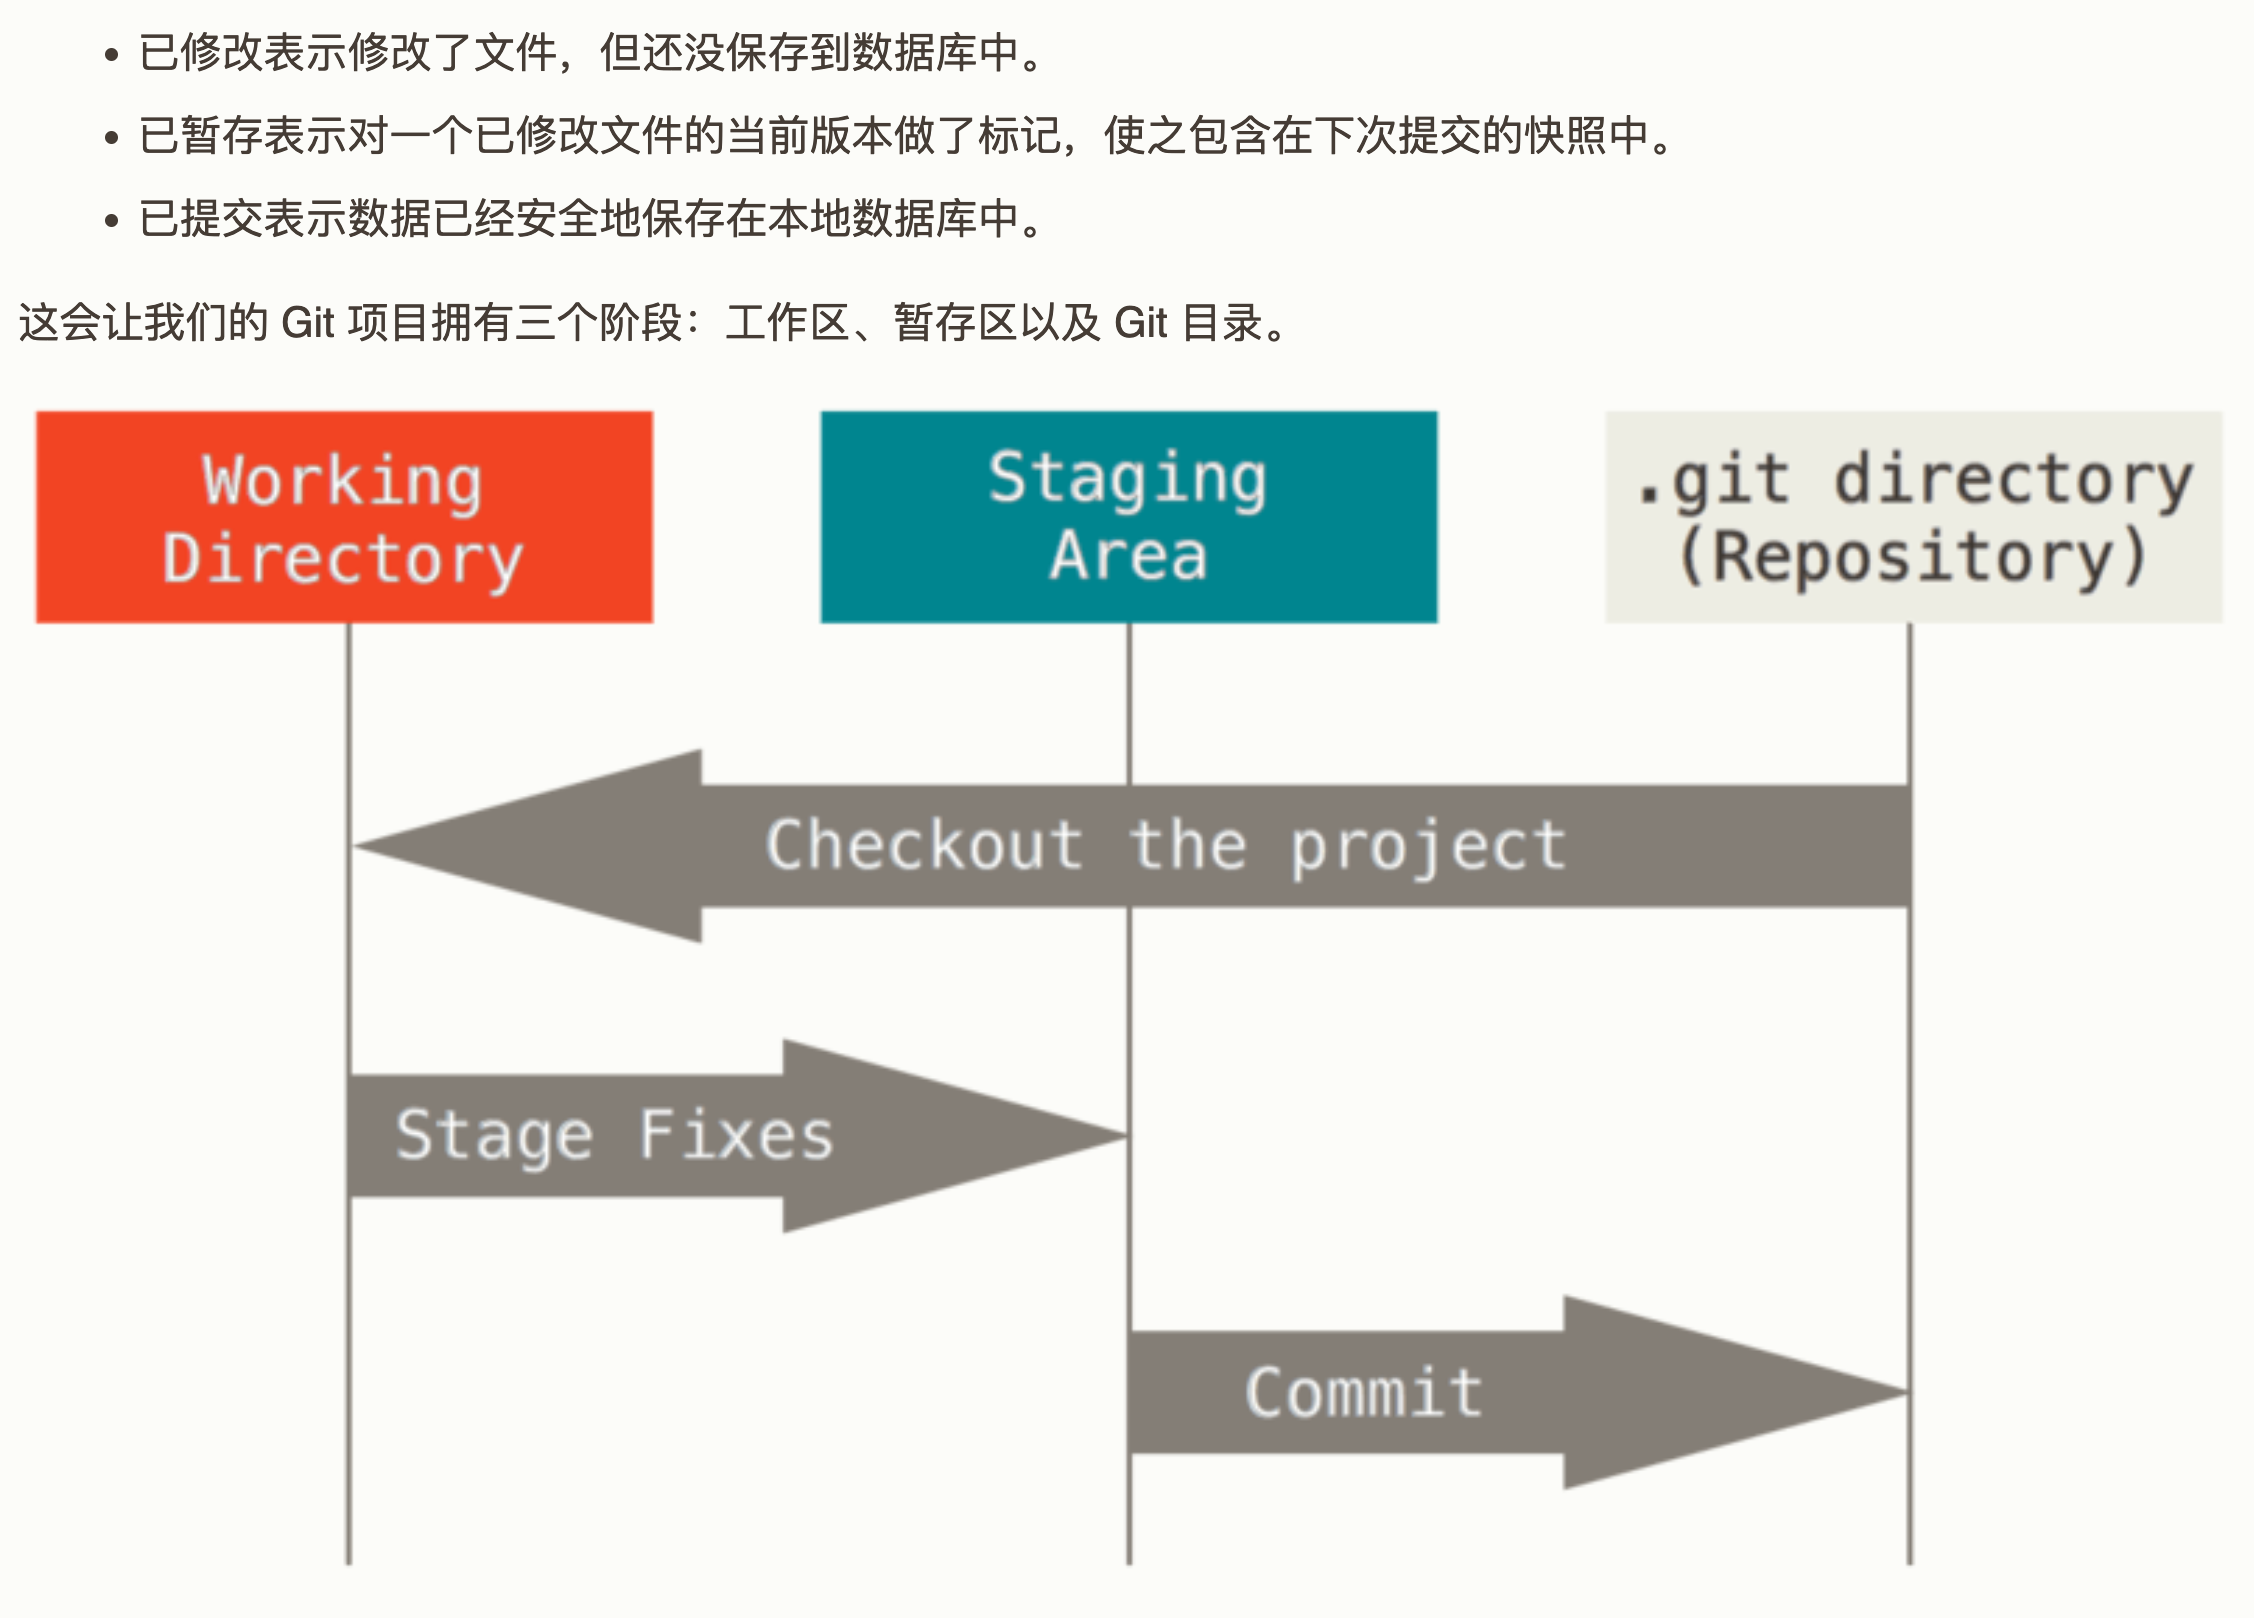 已修改表示修改了文件，但还没保存到数据库中。
已暂存表示对一个已修改文件的当前版本做了标记，使之包含在下次提交的快照中。
已提交表示数据已经安全地保存在本地数据库中。
这会让我们的 Git 项目拥有三个阶段：工作区、暂存区以及 Git 目录。
Working
Directory
Staging
Area
.git directory
(Repository)
Checkout the project
Stage Fixes
Commit